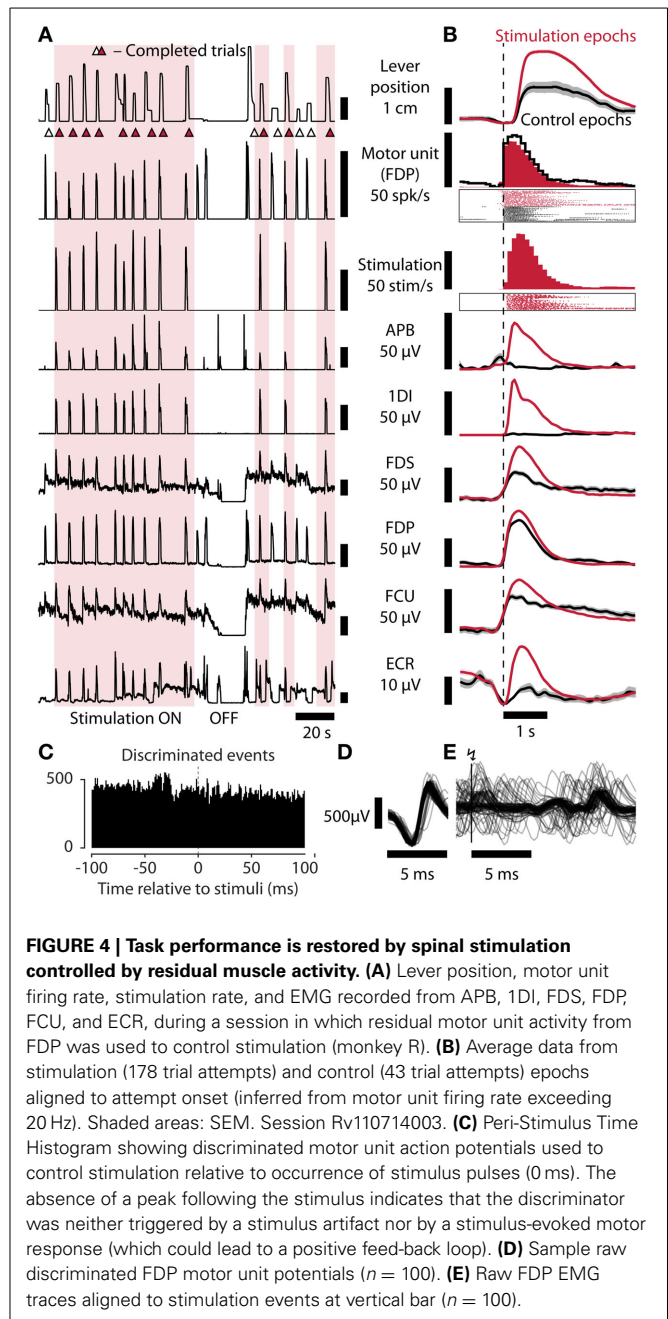 A
– Completed trials
B
Stimulation epochs
Lever
position
1 cm
Control epochs
Motor unit
(FDP)
50 spk/s
Stimulation
50 stim/s
APB
50 µV
1DI
50 µV
FDS
50 µV
FDP
50 µV
FCU
50 µV
ECR
10 µV
Stimulation ON OFF
20 s
1 s
C
Discriminated events
500
0
-100 -50 0 50 100
Time relative to stimuli (ms)
D
500µV
5 ms
E
5 ms
FIGURE 4 | Task performance is restored by spinal stimulation
controlled by residual muscle activity. (A) Lever position, motor unit
firing rate, stimulation rate, and EMG recorded from APB, 1DI, FDS, FDP,
FCU, and ECR, during a session in which residual motor unit activity from
FDP was used to control stimulation (monkey R). (B) Average data from
stimulation (178 trial attempts) and control (43 trial attempts) epochs
aligned to attempt onset (inferred from motor unit firing rate exceeding
20 Hz). Shaded areas: SEM. Session Rv110714003. (C) Peri-Stimulus Time
Histogram showing discriminated motor unit action potentials used to
control stimulation relative to occurrence of stimulus pulses (0 ms). The
absence of a peak following the stimulus indicates that the discriminator
was neither triggered by a stimulus artifact nor by a stimulus-evoked motor
response (which could lead to a positive feed-back loop). (D) Sample raw
discriminated FDP motor unit potentials (n = 100). (E) Raw FDP EMG
traces aligned to stimulation events at vertical bar (n = 100).